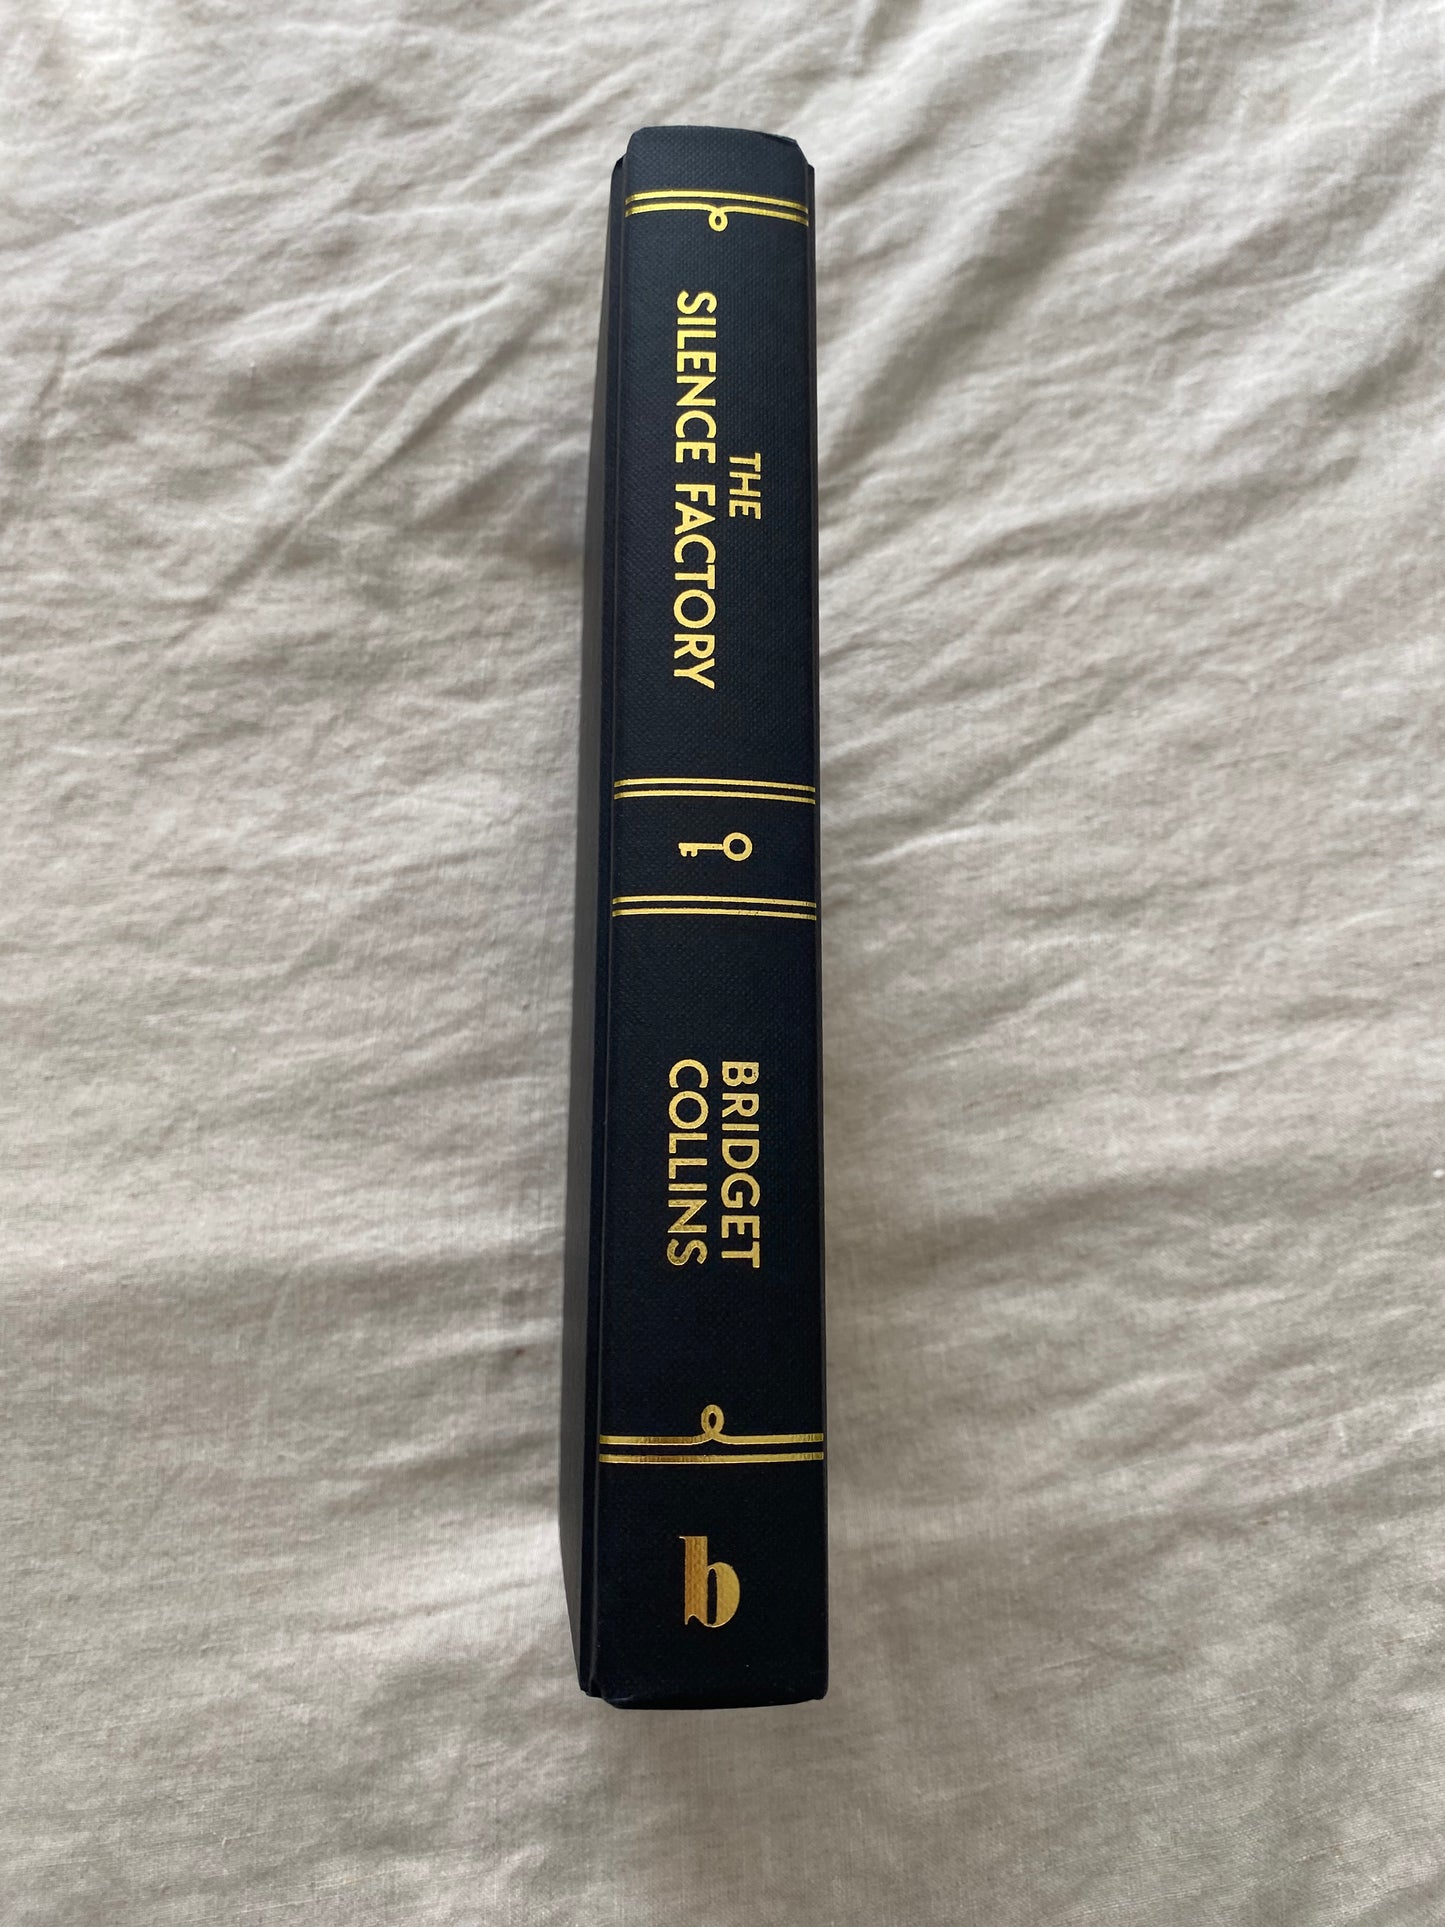 THE
SILENCE FACTORY
BRIDGET
COLLINS
b